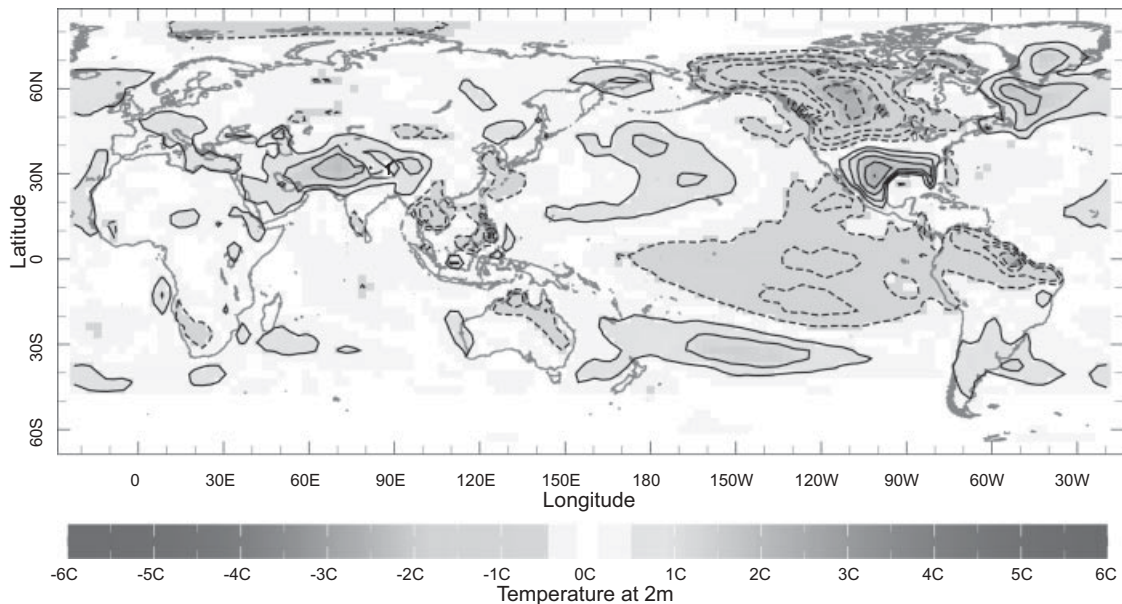 Latitude
60N
30N
0
30S
60S
0 30E 60E 90E 120E 150E 180 150W 120W 90W 60W 30W
Longitude
-6C -5C -4C -3C -2C -1C 0C 1C 2C 3C 4C 5C 6C
Temperature at 2m